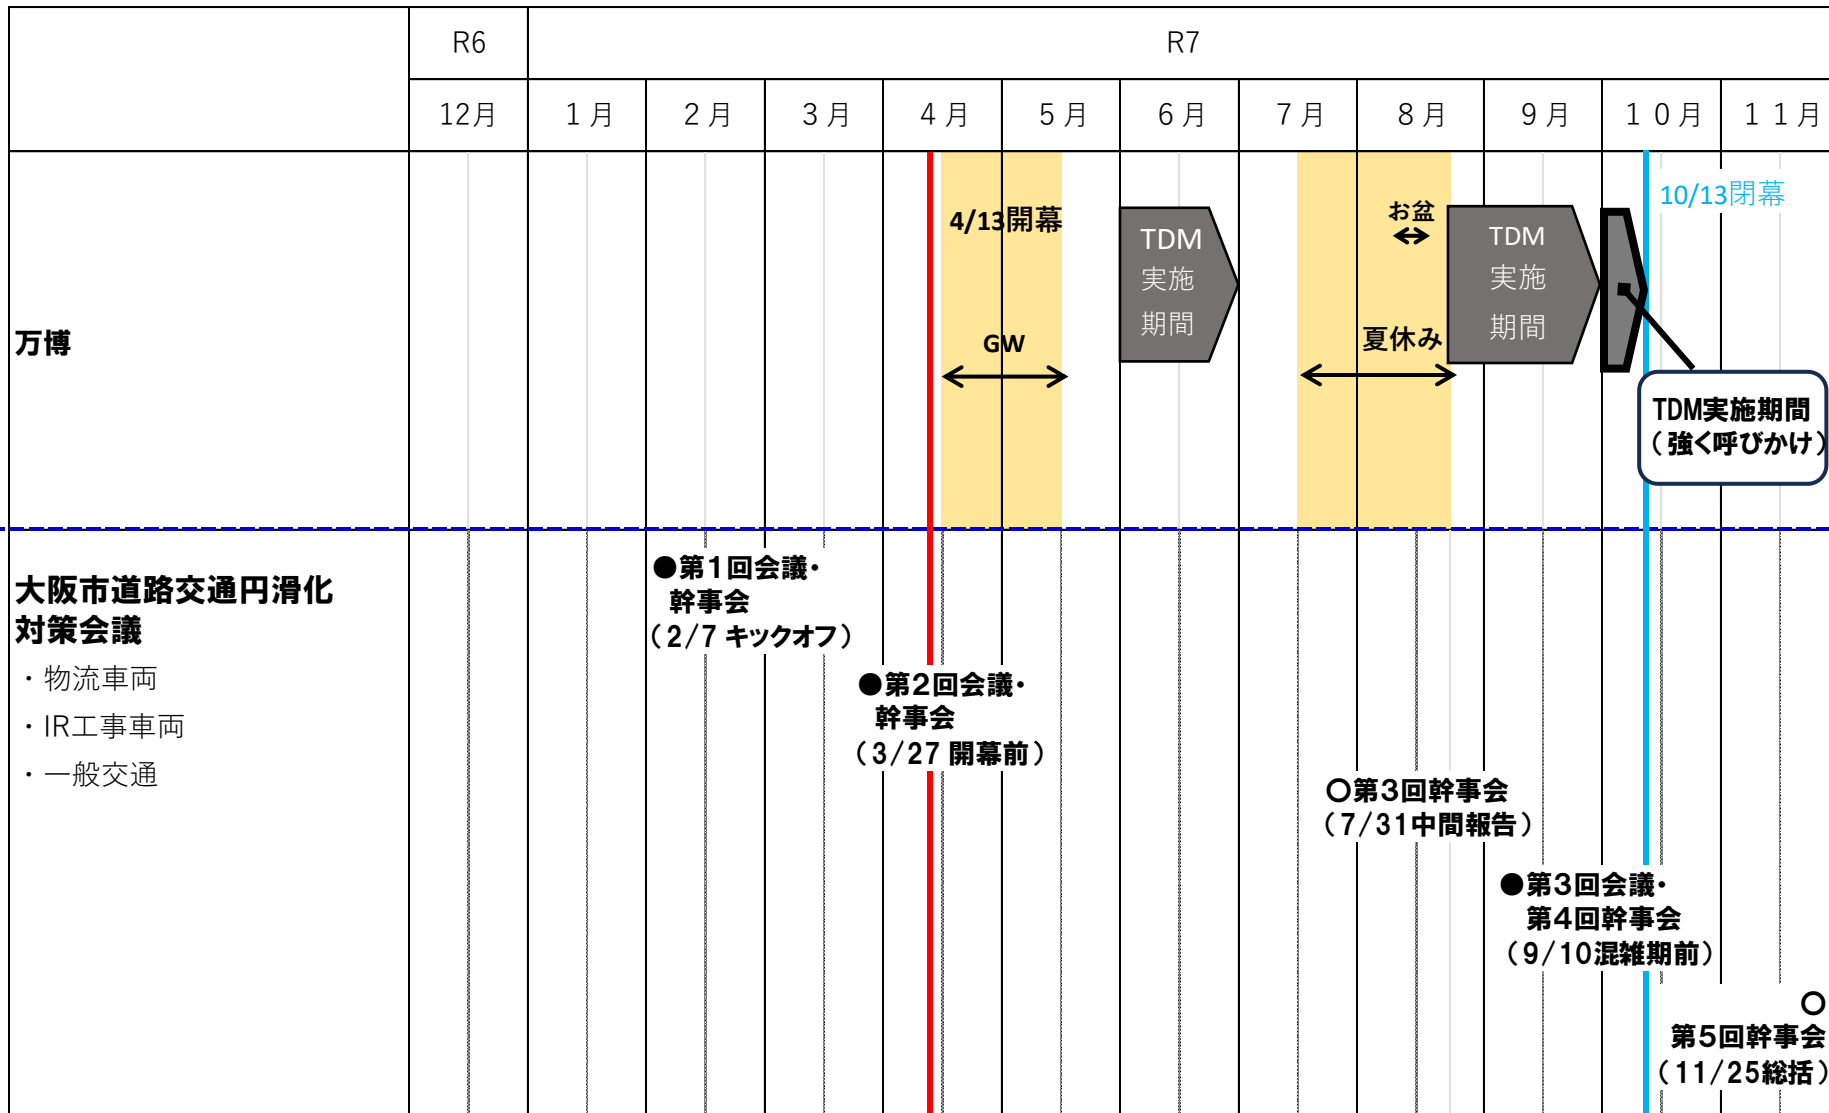 R6
R7
12月
1月
2月
3月
4月
5月
6月
7月
8月
9月
10月
11月
万博
4/13開幕
GW
TDM
実施
期間
お盆
夏休み
TDM
実施
期間
10/13閉幕
TDM実施期間
（強く呼びかけ）
大阪市道路交通円滑化
対策会議
・物流車両
・IR工事車両
・一般交通
●第1回会議・
幹事会
（2/7 キックオフ）
●第2回会議・
幹事会
（3/27 開幕前）
○第3回幹事会
（7/31中間報告）
●第3回会議・
第4回幹事会
（9/10混雑期前）
○
第5回幹事会
（11/25総括）